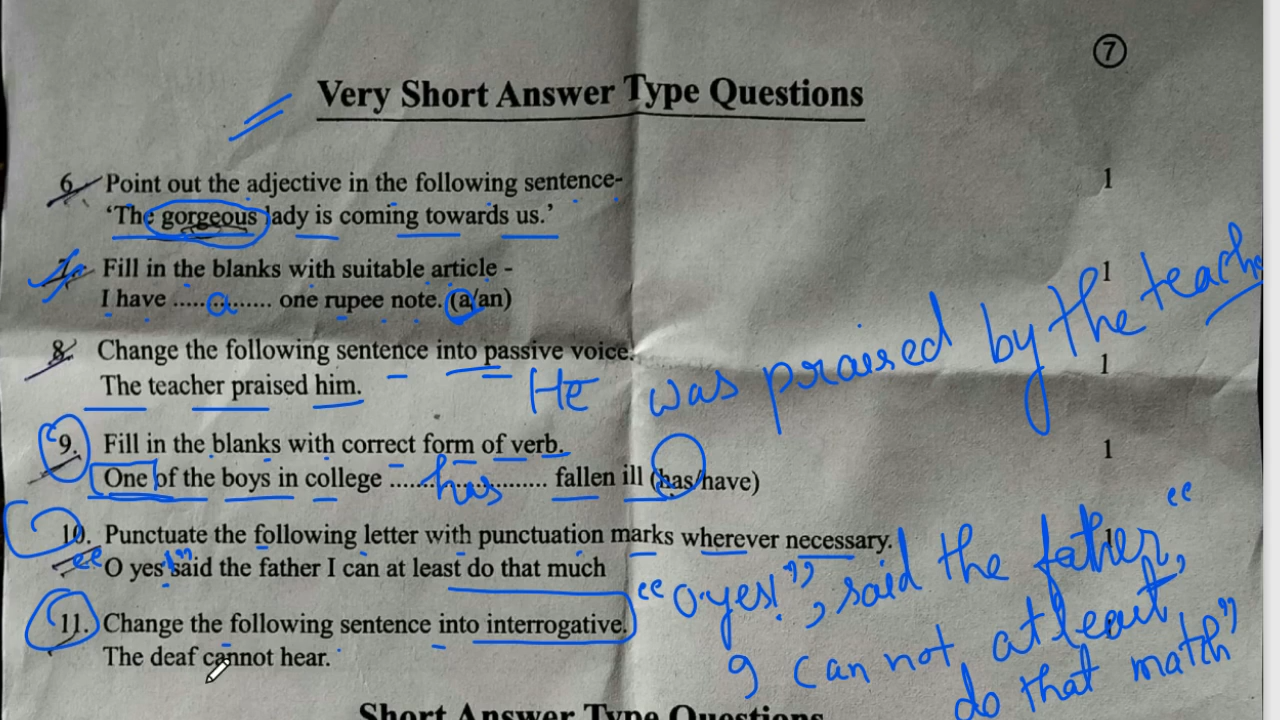 7
Very Short Answer Type Questions
6. Point out the adjective in the following sentence- 1
‘The gorgeous lady is coming towards us.’
7. Fill in the blanks with suitable article - 1
I have ..... a ......... one rupee note. (a/an)
8. Change the following sentence into passive voice. 1
The teacher praised him.
He was praised by the teache
9. Fill in the blanks with correct form of verb. 1
One of the boys in college ...... has ............ fallen ill (has/have)
10. Punctuate the following letter with punctuation marks wherever necessary. 1
“O yes!” said the father I can at least do that much
“O yes!”, said the father, “
I can not, at least,
do that match”
11. Change the following sentence into interrogative.
The deaf cannot hear.
Short Answer Type Questions